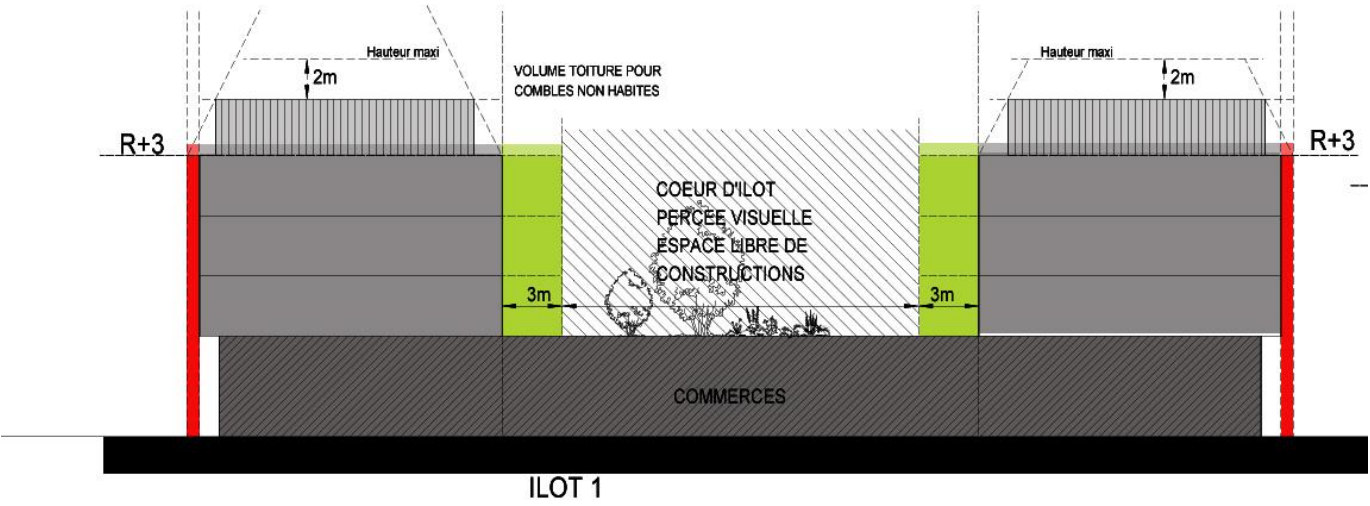 Hauteur maxi
2m
VOLUME TOITURE POUR
COMBLES NON HABITES
Hauteur maxi
2m
R+3
R+3
COEUR D'ILOT
PERCEE VISUELLE
ESPACE LIBRE DE
CONSTRUCTIONS
3m
3m
COMMERCES
ILOT 1